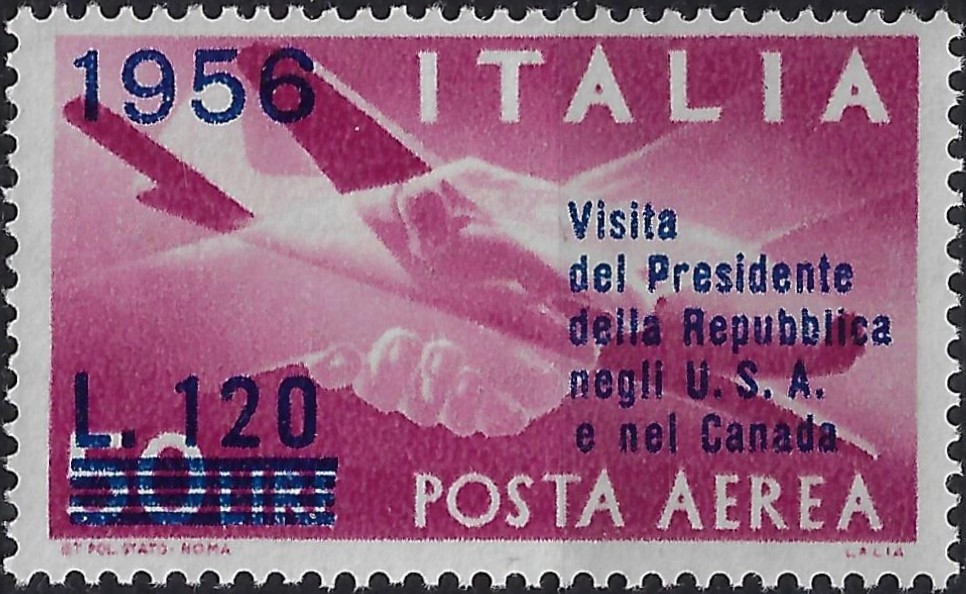 1956
ITALIA
Visita
del Presidente
della Repubblica
negli U. S. A.
e nel Canada
L. 120
50 LIRE
POSTA AEREA
IST. POL. STATO - ROMA
LALIA